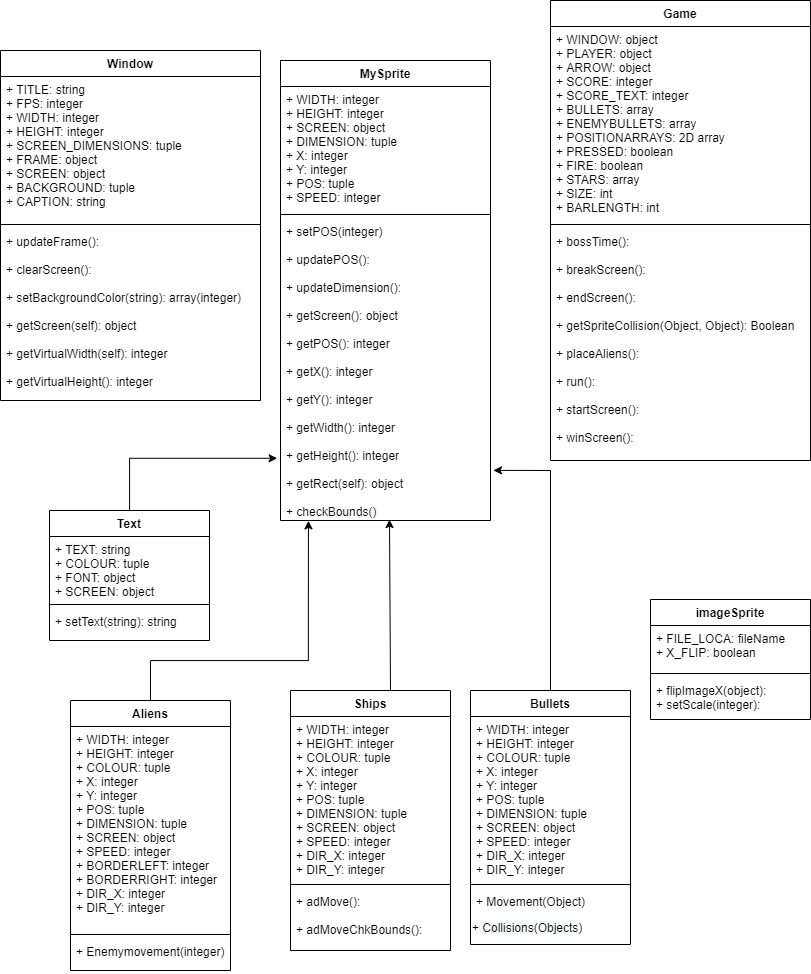 Window
+ TITLE: string
+ FPS: integer
+ WIDTH: integer
+ HEIGHT: integer
+ SCREEN_DIMENSIONS: tuple
+ FRAME: object
+ SCREEN: object
+ BACKGROUND: tuple
+ CAPTION: string
+ updateFrame():
+ clearScreen():
+ setBackgroundColor(string): array(integer)
+ getScreen(self): object
+ getVirtualWidth(self): integer
+ getVirtualHeight(): integer
MySprite
+ WIDTH: integer
+ HEIGHT: integer
+ SCREEN: object
+ DIMENSION: tuple
+ X: integer
+ Y: integer
+ POS: tuple
+ SPEED: integer
+ setPOS(integer)
+ updatePOS():
+ updateDimension():
+ getScreen(): object
+ getPOS(): integer
+ getX(): integer
+ getY(): integer
+ getWidth(): integer
+ getHeight(): integer
+ getRect(self): object
+ checkBounds()
Game
+ WINDOW: object
+ PLAYER: object
+ ARROW: object
+ SCORE: integer
+ SCORE_TEXT: integer
+ BULLETS: array
+ ENEMYBULLETS: array
+ POSITIONARRAYS: 2D array
+ PRESSED: boolean
+ FIRE: boolean
+ STARS: array
+ SIZE: int
+ BARLENGTH: int
+ bossTime():
+ breakScreen():
+ endScreen():
+ getSpriteCollision(Object, Object): Boolean
+ placeAliens():
+ run():
+ startScreen():
+ winScreen():
Text
+ TEXT: string
+ COLOUR: tuple
+ FONT: object
+ SCREEN: object
+ setText(string): string
imageSprite
+ FILE_LOCA: fileName
+ X_FLIP: boolean
+ flipImageX(object):
+ setScale(integer):
Aliens
+ WIDTH: integer
+ HEIGHT: integer
+ COLOUR: tuple
+ X: integer
+ Y: integer
+ POS: tuple
+ DIMENSION: tuple
+ SCREEN: object
+ SPEED: integer
+ BORDERLEFT: integer
+ BORDERRIGHT: integer
+ DIR_X: integer
+ DIR_Y: integer
+ Enemymovement(integer)
Ships
+ WIDTH: integer
+ HEIGHT: integer
+ COLOUR: tuple
+ X: integer
+ Y: integer
+ POS: tuple
+ DIMENSION: tuple
+ SCREEN: object
+ SPEED: integer
+ DIR_X: integer
+ DIR_Y: integer
+ adMove():
+ adMoveChkBounds():
Bullets
+ WIDTH: integer
+ HEIGHT: integer
+ COLOUR: tuple
+ X: integer
+ Y: integer
+ POS: tuple
+ DIMENSION: tuple
+ SCREEN: object
+ SPEED: integer
+ DIR_X: integer
+ DIR_Y: integer
+ Movement(Object)
+ Collisions(Objects)